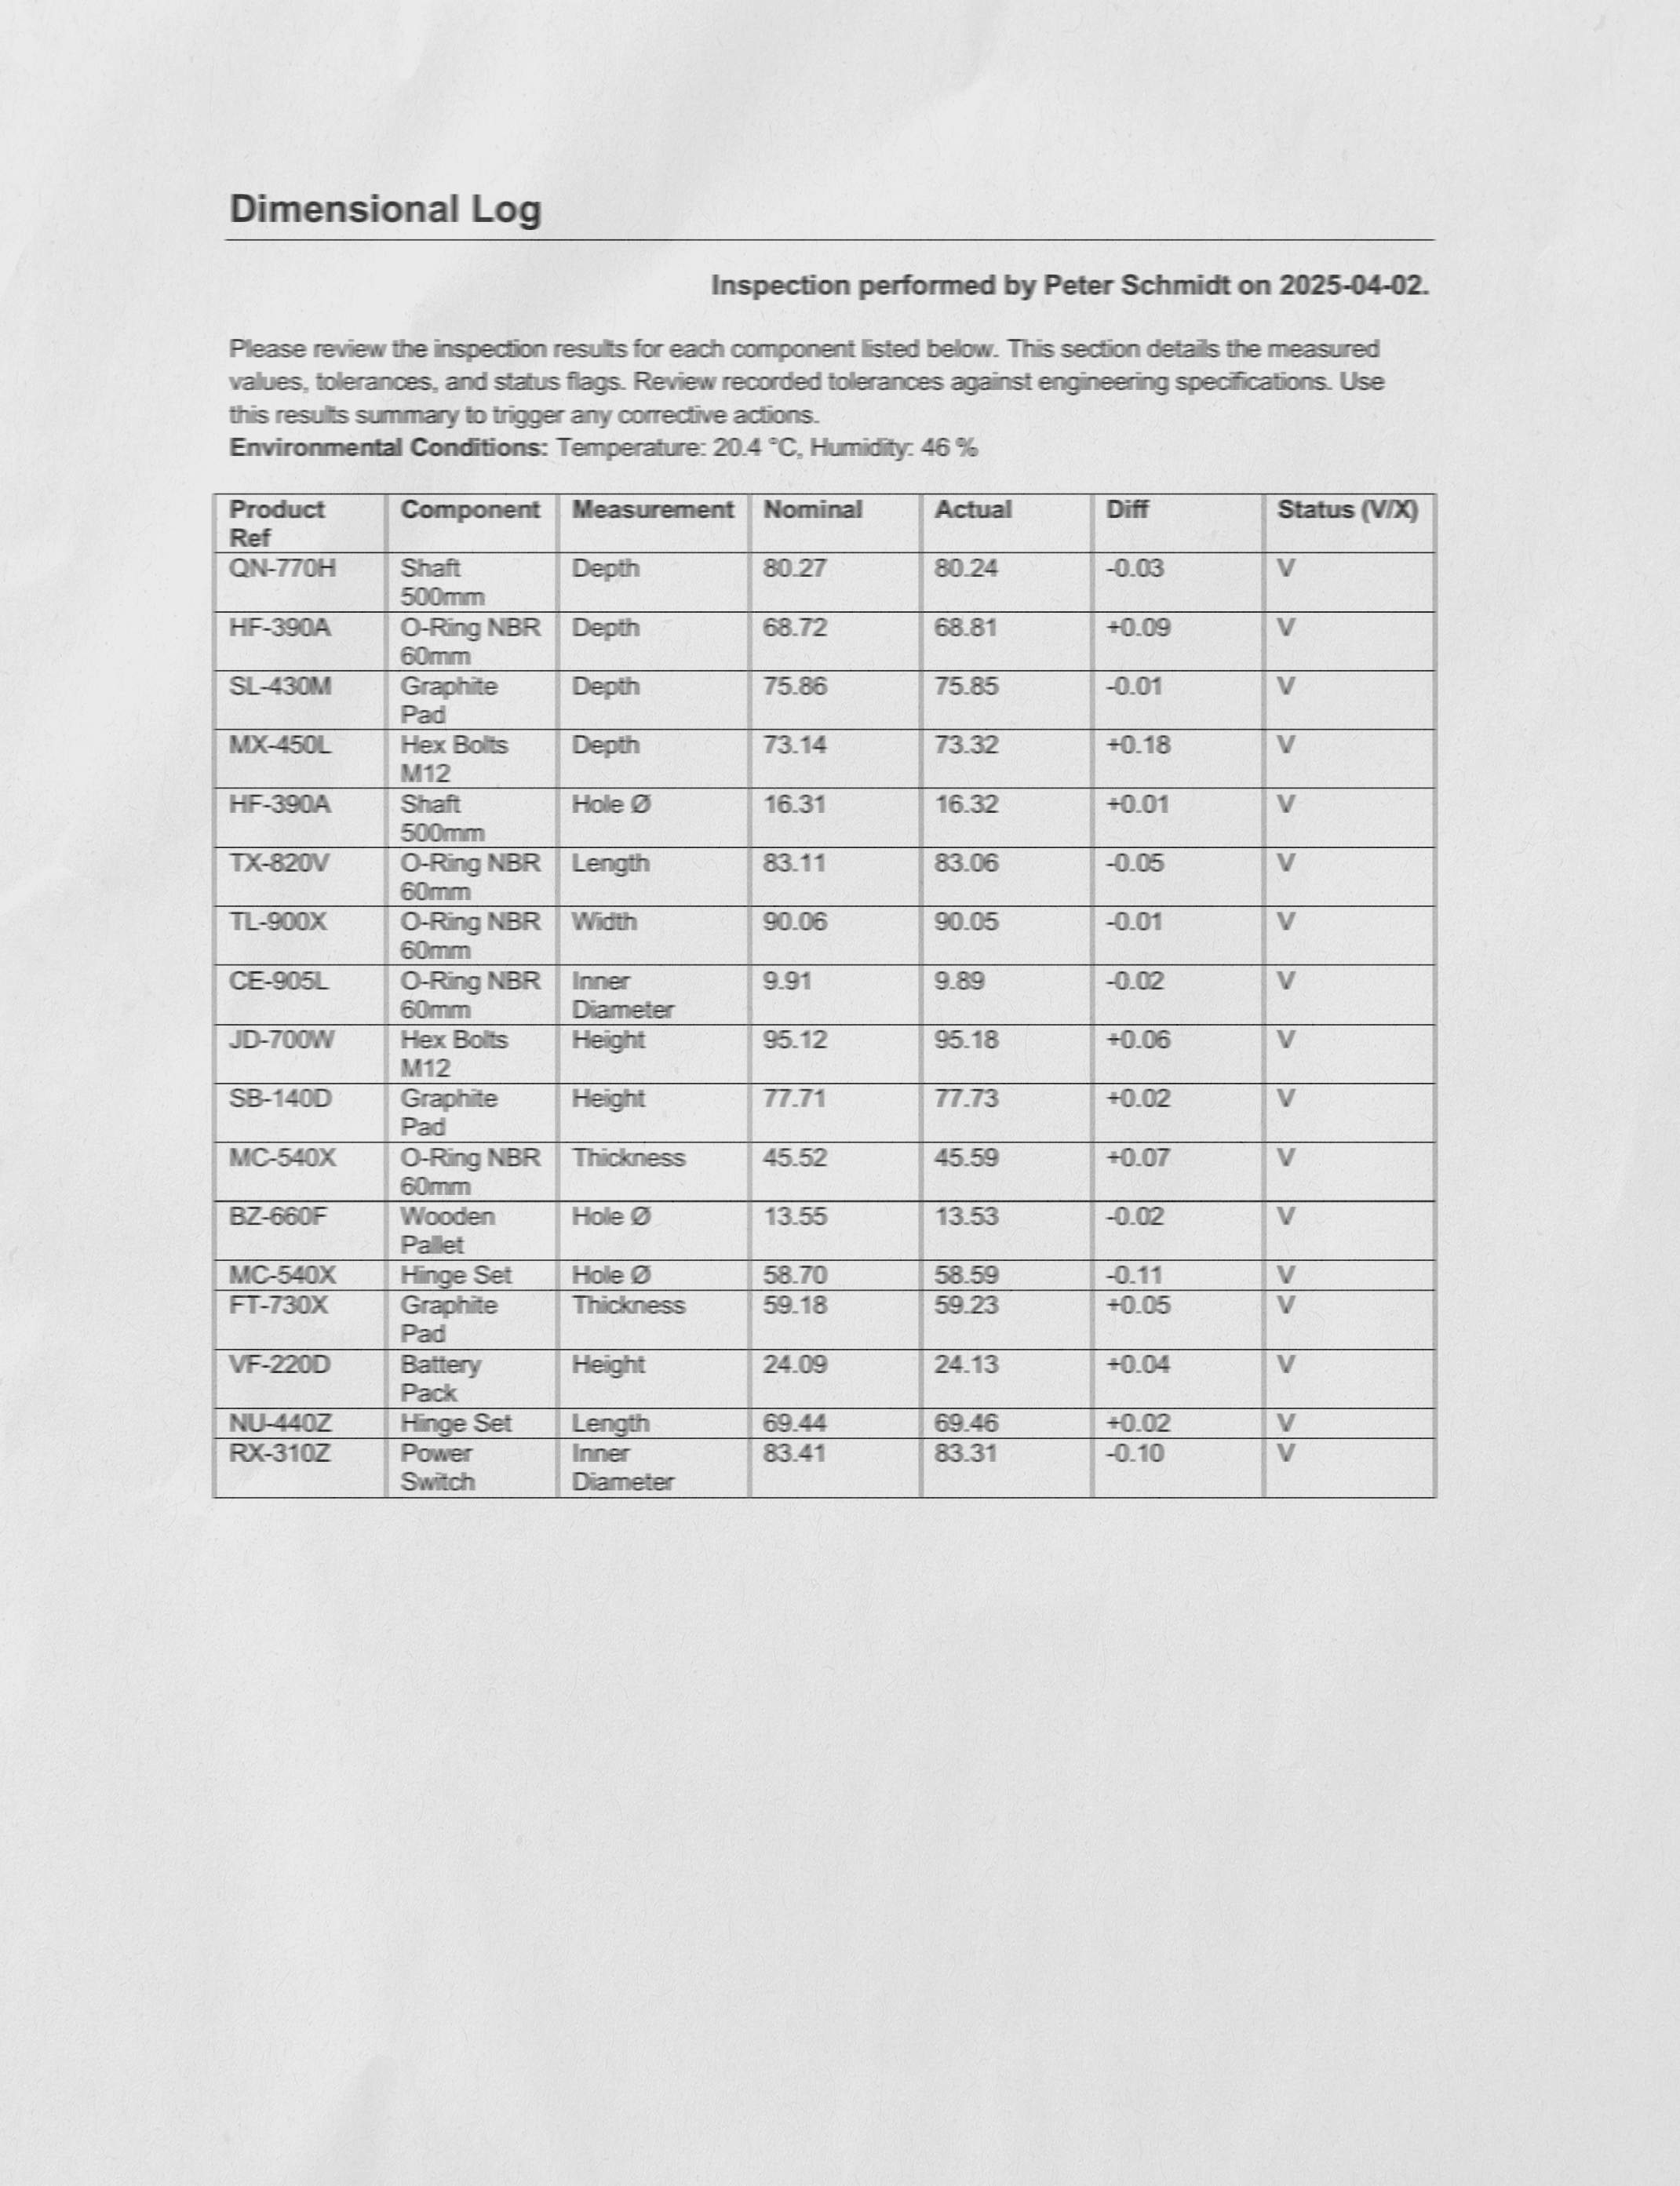 Dimensional Log
Inspection performed by Peter Schmidt on 2025-04-02.
Please review the inspection results for each component listed below. This section details the measured
values, tolerances, and status flags. Review recorded tolerances against engineering specifications. Use
this results summary to trigger any corrective actions.
Environmental Conditions: Temperature: 20.4 °C, Humidity: 46 %
Product Ref Component Measurement Nominal Actual Diff Status (V/X)
QN-770H Shaft 500mm Depth 80.27 80.24 -0.03 V
HF-390A O-Ring NBR 60mm Depth 68.72 68.81 +0.09 V
SL-430M Graphite Pad Depth 75.86 75.85 -0.01 V
MX-450L Hex Bolts M12 Depth 73.14 73.32 +0.18 V
HF-390A Shaft 500mm Hole Ø 16.31 16.32 +0.01 V
TX-820V O-Ring NBR 60mm Length 83.11 83.06 -0.05 V
TL-900X O-Ring NBR 60mm Width 90.06 90.05 -0.01 V
CE-905L O-Ring NBR 60mm Inner Diameter 9.91 9.89 -0.02 V
JD-700W Hex Bolts M12 Height 95.12 95.18 +0.06 V
SB-140D Graphite Pad Height 77.71 77.73 +0.02 V
MC-540X O-Ring NBR 60mm Thickness 45.52 45.59 +0.07 V
BZ-660F Wooden Pallet Hole Ø 13.55 13.53 -0.02 V
MC-540X Hinge Set Hole Ø 58.70 58.59 -0.11 V
FT-730X Graphite Pad Thickness 59.18 59.23 +0.05 V
VF-220D Battery Pack Height 24.09 24.13 +0.04 V
NU-440Z Hinge Set Length 69.44 69.46 +0.02 V
RX-310Z Power Switch Inner Diameter 83.41 83.31 -0.10 V